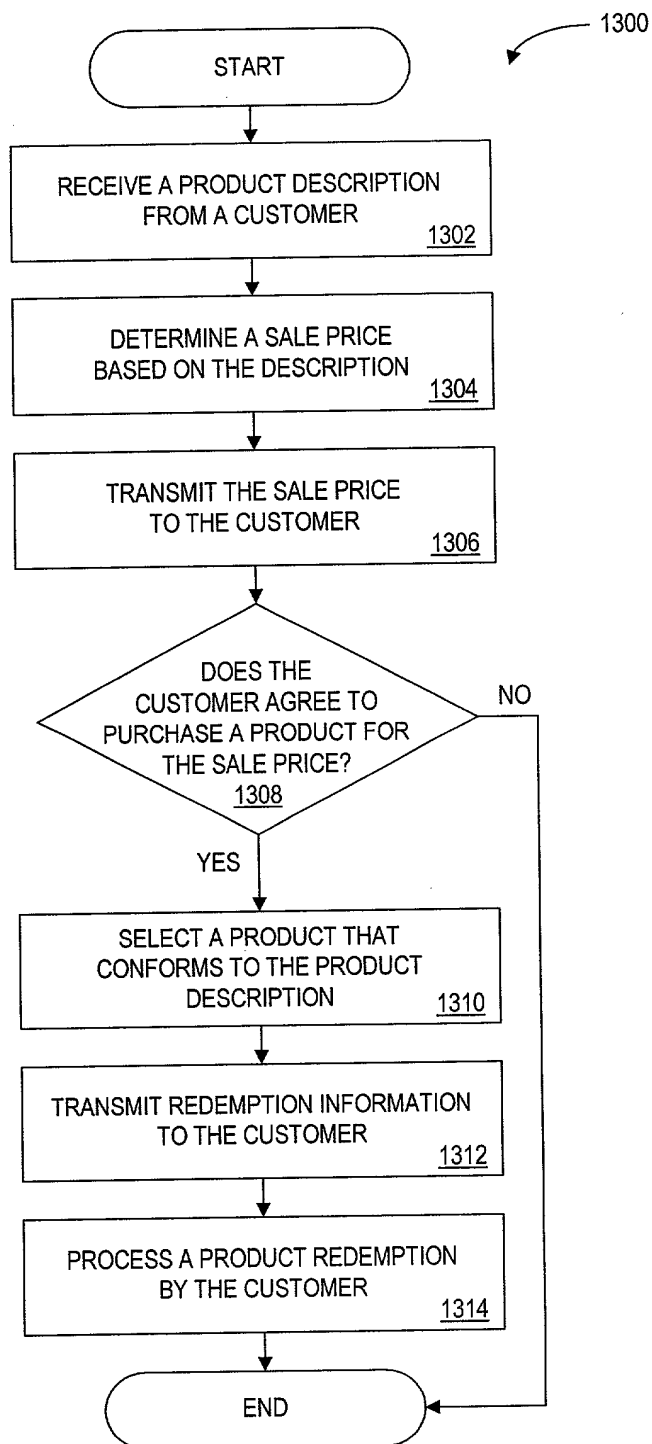 1300
START
RECEIVE A PRODUCT DESCRIPTION
FROM A CUSTOMER
1302
DETERMINE A SALE PRICE
BASED ON THE DESCRIPTION
1304
TRANSMIT THE SALE PRICE
TO THE CUSTOMER
1306
DOES THE
CUSTOMER AGREE TO
PURCHASE A PRODUCT FOR
THE SALE PRICE?
1308
NO
YES
SELECT A PRODUCT THAT
CONFORMS TO THE PRODUCT
DESCRIPTION
1310
TRANSMIT REDEMPTION INFORMATION
TO THE CUSTOMER
1312
PROCESS A PRODUCT REDEMPTION
BY THE CUSTOMER
1314
END